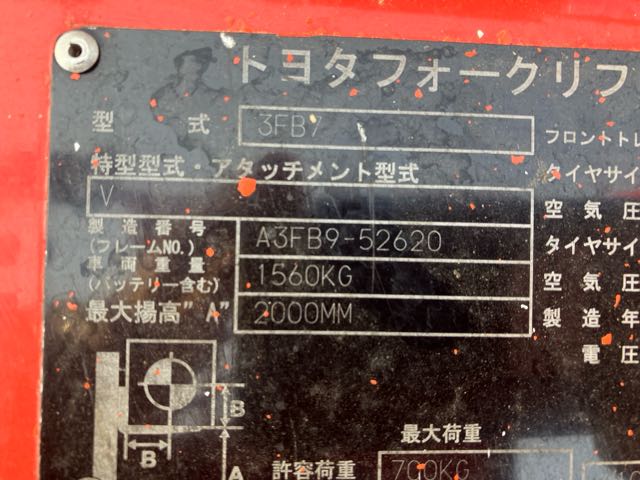 トヨタフォークリフ
型 式 3FB7 フロントトレ
特型型式・アタッチメント型式 タイヤサイ
V 空気圧
製造番号
(フレームNO.) A3FB9-52620 タイヤサイ
車両重量
(バッテリー含む) 1560KG 空気圧
最大揚高"A" 2000MM 製造年
電圧
B
B
A
最大荷重
許容荷重 700KG